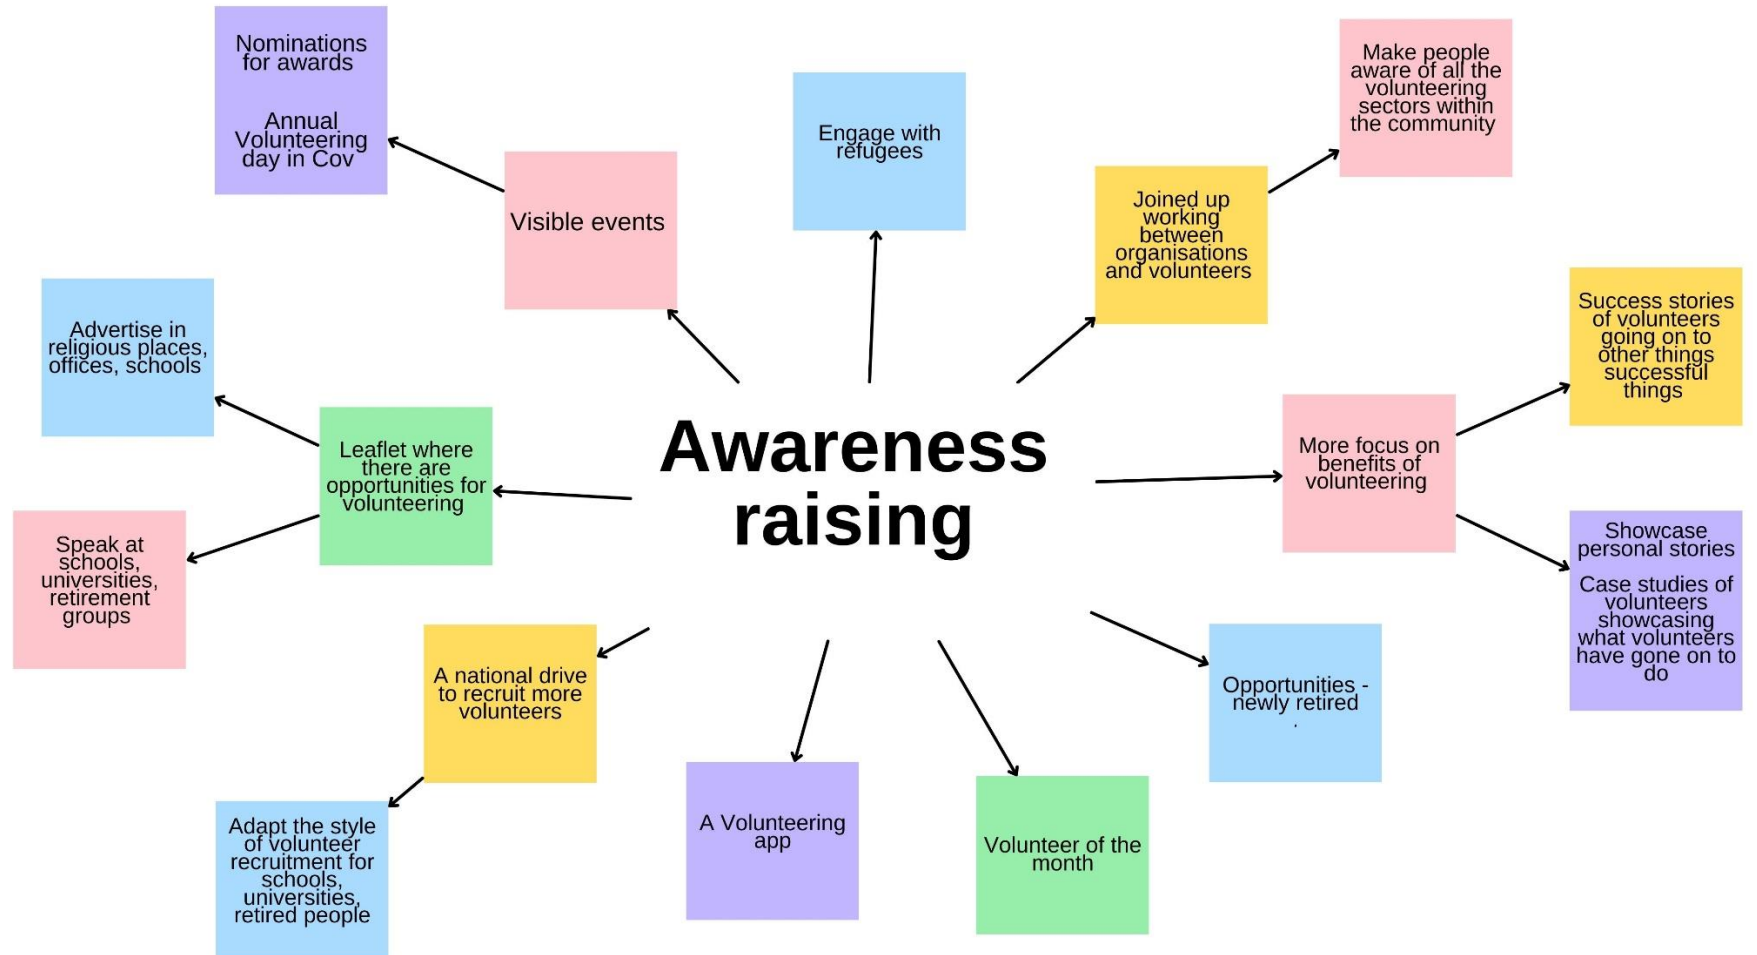 Nominations
for awards
Annual
Volunteering
day in Cov
Visible events
Engage with
refugees
Joined up
working
between
organisations
and volunteers
Make people
aware of all the
volunteering
sectors within
the community
Advertise in
religious places,
offices, schools
Leaflet where
there are
opportunities for
volunteering
Speak at
schools,
universities,
retirement
groups
Awareness
raising
More focus on
benefits of
volunteering
Success stories
of volunteers
going on to
other things
successful
things
Showcase
personal stories
Case studies of
volunteers
showcasing
what volunteers
have gone on to
do
A national drive
to recruit more
volunteers
Adapt the style
of volunteer
recruitment for
schools,
universities,
retired people
A Volunteering
app
Volunteer of the
month
Opportunities -
newly retired
.